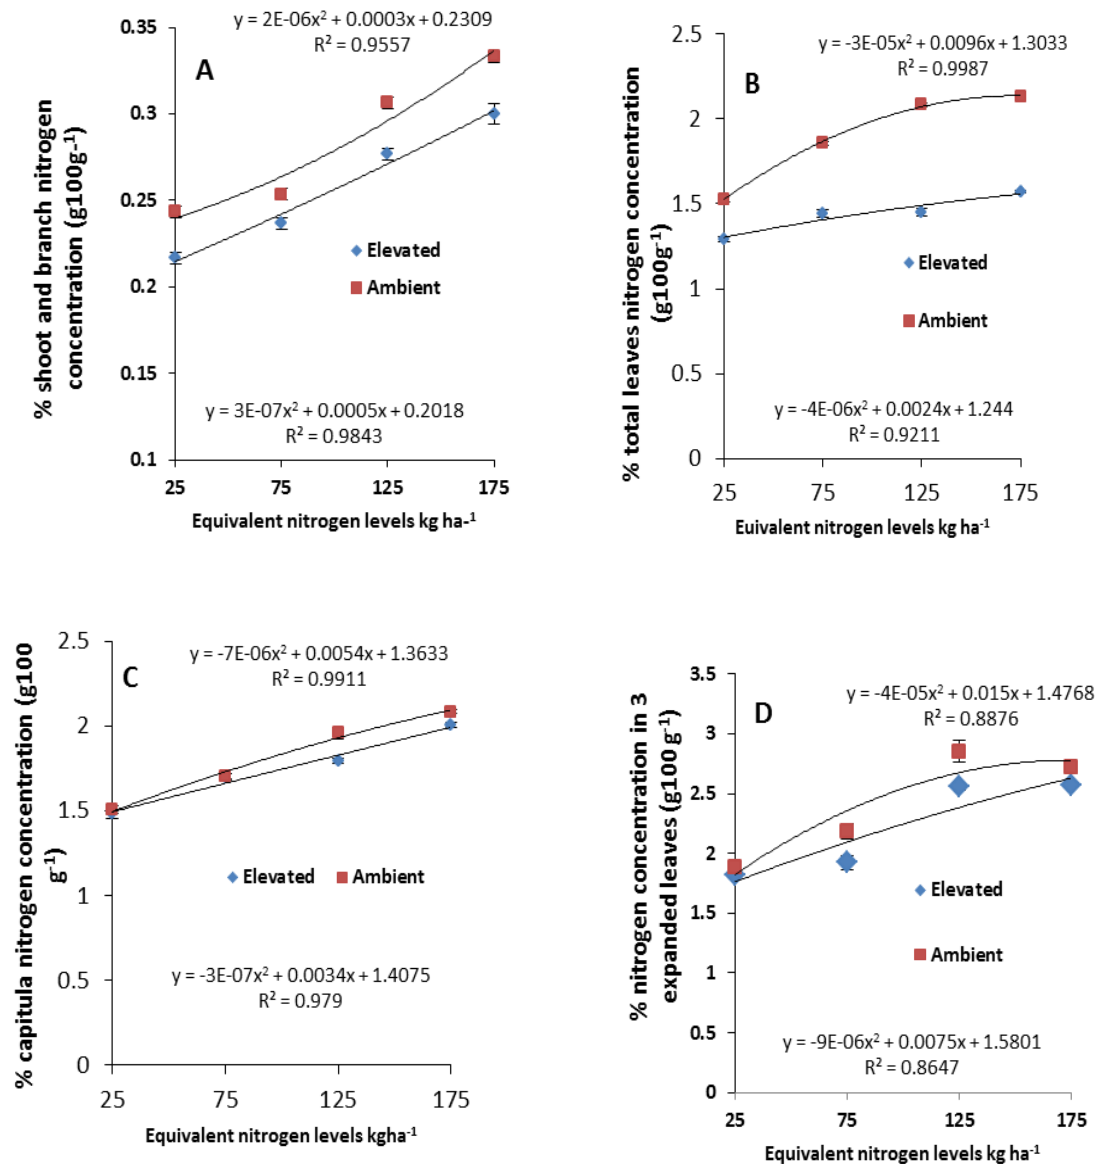 y = 2E-06x² + 0.0003x + 0.2309
R² = 0.9557
A
% shoot and branch nitrogen
concentration (g100g-¹)
0.35
0.3
0.25
0.2
0.15
0.1
Elevated
Ambient
y = 3E-07x² + 0.0005x + 0.2018
R² = 0.9843
25 75 125 175
Equivalent nitrogen levels kg ha-¹
y = -3E-05x² + 0.0096x + 1.3033
R² = 0.9987
B
% total leaves nitrogen concentration
(g100g⁻¹)
2.5
2
1.5
1
0.5
0
Elevated
Ambient
y = -4E-06x² + 0.0024x + 1.244
R² = 0.9211
25 75 125 175
Euivalent nitrogen levels kg ha⁻¹
y = -7E-06x² + 0.0054x + 1.3633
R² = 0.9911
C
% capitula nitrogen concentration (g100
g⁻¹)
2.5
2
1.5
1
0.5
0
Elevated Ambient
y = -3E-07x² + 0.0034x + 1.4075
R² = 0.979
25 75 125 175
Equivalent nitrogen levels kgha⁻¹
y = -4E-05x² + 0.015x + 1.4768
R² = 0.8876
D
% nitrogen concentration in 3
expanded leaves (g100 g⁻¹)
3.5
3
2.5
2
1.5
1
0.5
0
Elevated
Ambient
y = -9E-06x² + 0.0075x + 1.5801
R² = 0.8647
25 75 125 175
Equivalent nitrogen levels kg ha⁻¹